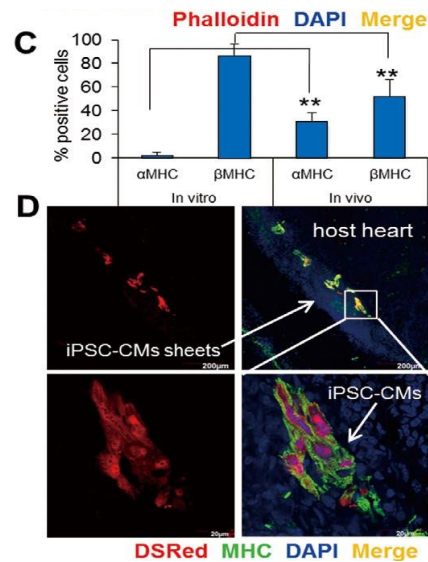 Phalloidin DAPI Merge
C
% positive cells
100
80
60
40
20
0
**
**
αMHC βMHC αMHC βMHC
In vitro In vivo
D
host heart
iPSC-CMs sheets
200μm 200μm
iPSC-CMs
20μm 20μm
DSRed MHC DAPI Merge